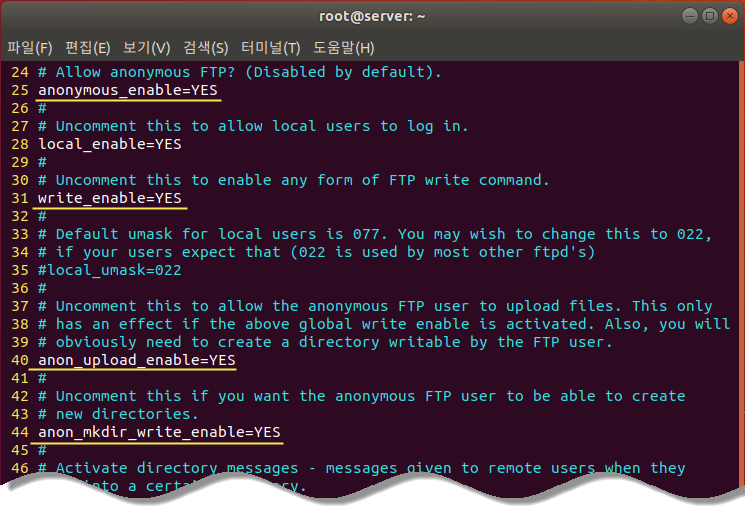 root@server: ~
파일(F) 편집(E) 보기(V) 검색(S) 터미널(T) 도움말(H)
24 # Allow anonymous FTP? (Disabled by default).
25 anonymous_enable=YES
26 #
27 # Uncomment this to allow local users to log in.
28 local_enable=YES
29 #
30 # Uncomment this to enable any form of FTP write command.
31 write_enable=YES
32 #
33 # Default umask for local users is 077. You may wish to change this to 022,
34 # if your users expect that (022 is used by most other ftpd's)
35 #local_umask=022
36 #
37 # Uncomment this to allow the anonymous FTP user to upload files. This only
38 # has an effect if the above global write enable is activated. Also, you will
39 # obviously need to create a directory writable by the FTP user.
40 anon_upload_enable=YES
41 #
42 # Uncomment this if you want the anonymous FTP user to be able to create
43 # new directories.
44 anon_mkdir_write_enable=YES
45 #
46 # Activate directory messages - messages given to remote users when they
into a